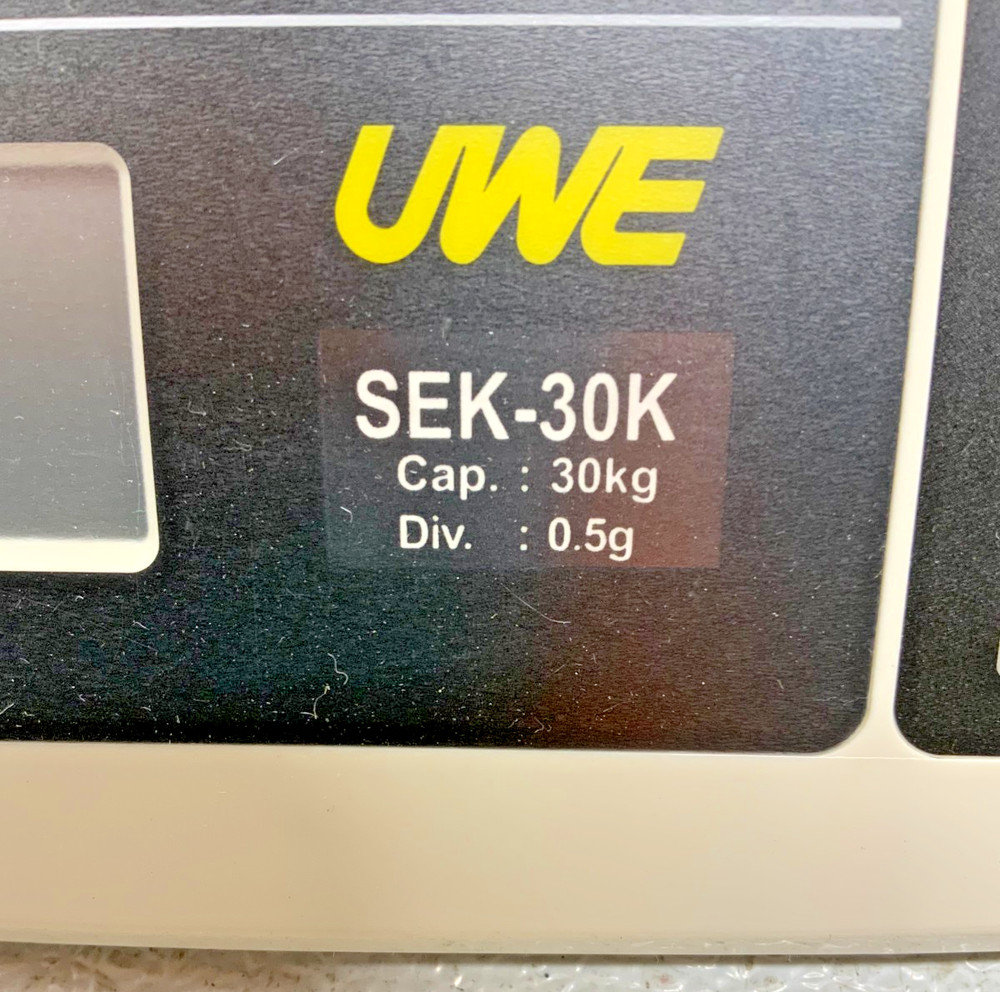 UWE
SEK-30K
Cap. : 30kg
Div. : 0.5g